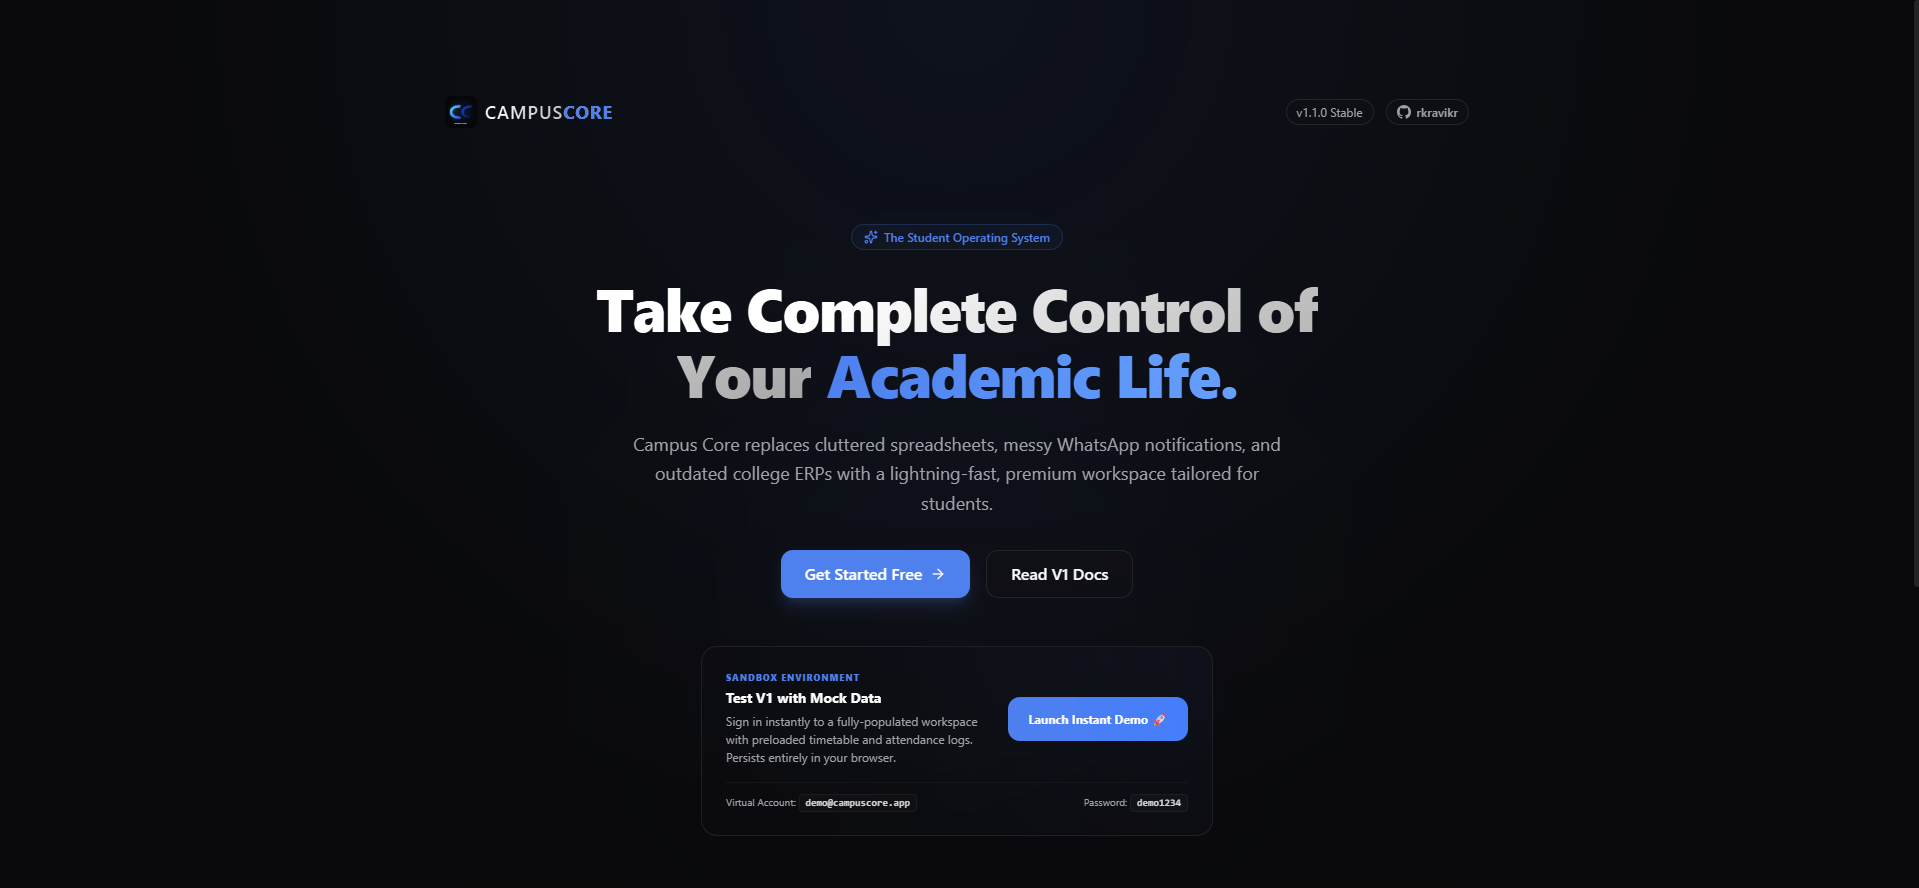 CAMPUSCORE
v1.1.0 Stable
rkravikr
The Student Operating System
Take Complete Control of
Your Academic Life.
Campus Core replaces cluttered spreadsheets, messy WhatsApp notifications, and
outdated college ERPs with a lightning-fast, premium workspace tailored for
students.
Get Started Free →
Read V1 Docs
SANDBOX ENVIRONMENT
Test V1 with Mock Data
Sign in instantly to a fully-populated workspace
with preloaded timetable and attendance logs.
Persists entirely in your browser.
Launch Instant Demo 🚀
Virtual Account: demo@campuscore.app
Password: demo1234